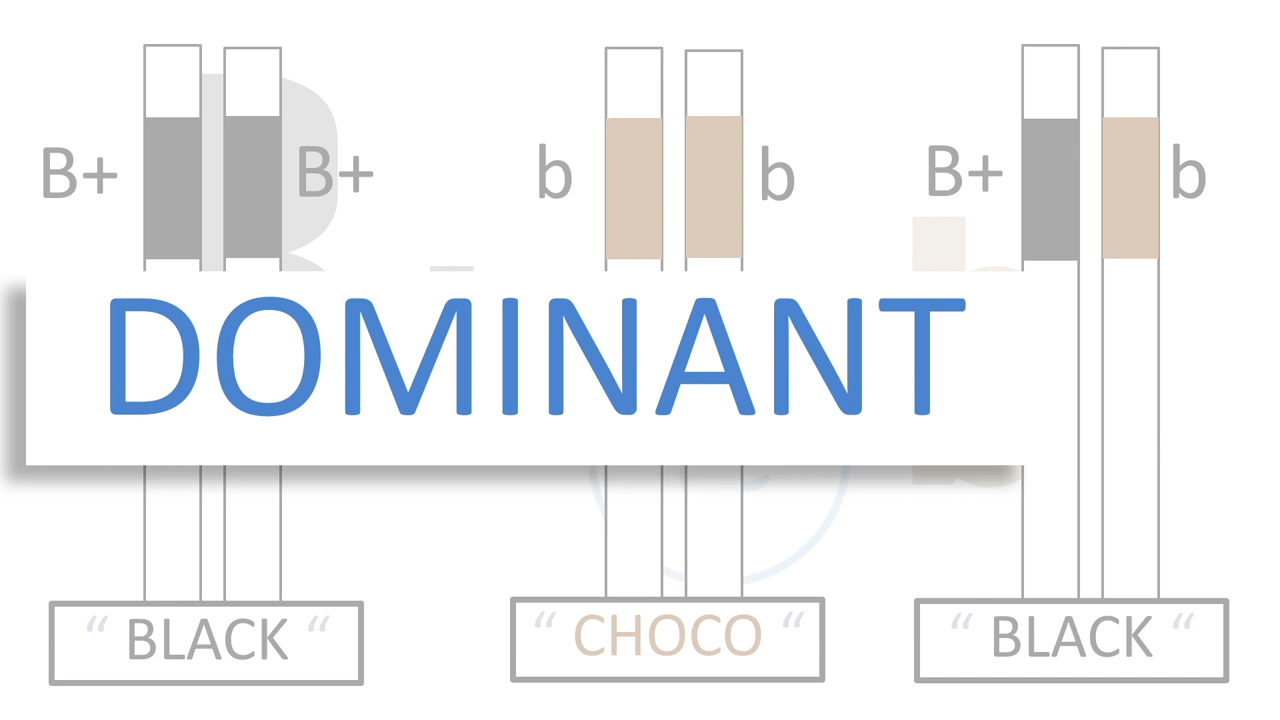 B+ B+ b b B+ b
DOMINANT
“ BLACK “ “ CHOCO “ “ BLACK “